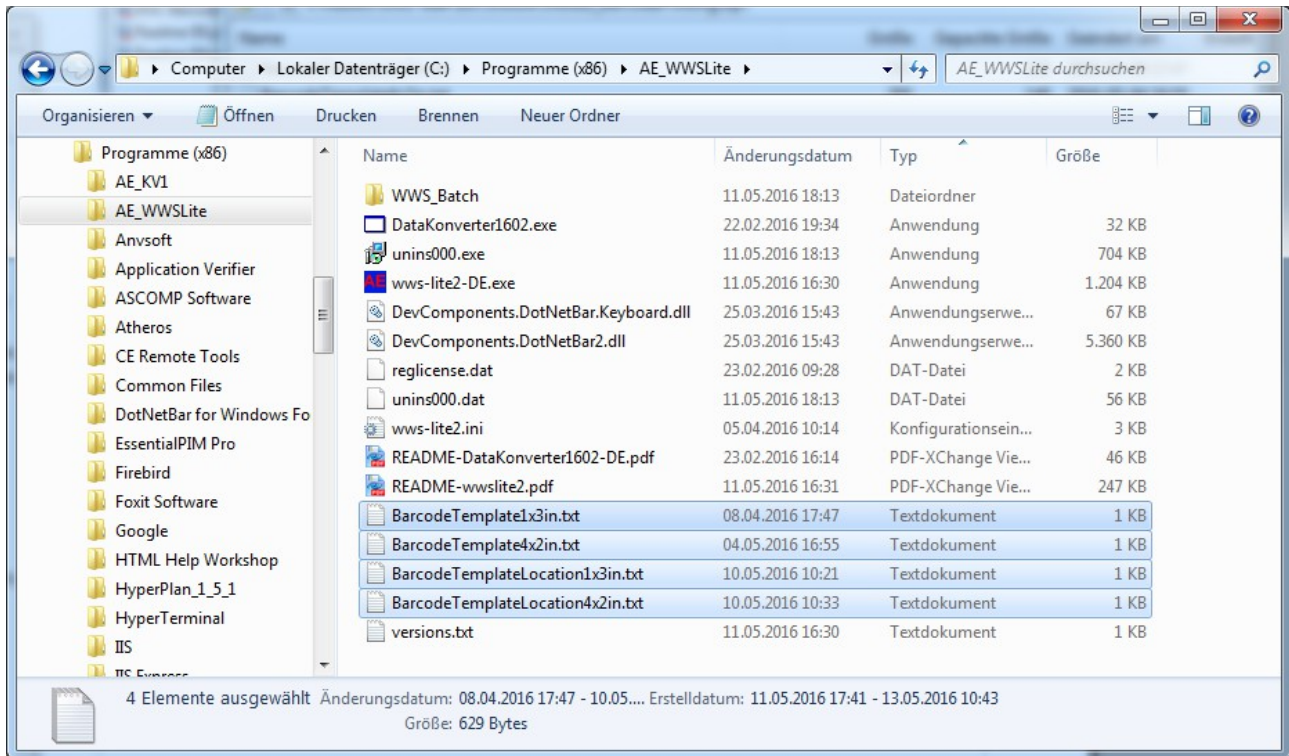 Computer Lokaler Datenträger (C:) Programme (x86) AE_WWSLite AE_WWSLite durchsuchen
Organisieren Öffnen Drucken Brennen Neuer Ordner
Programme (x86)
AE_KV1
AE_WWSLite
Anvsoft
Application Verifier
ASCOMP Software
Atheros
CE Remote Tools
Common Files
DotNetBar for Windows Fo
EssentialPIM Pro
Firebird
Foxit Software
Google
HTML Help Workshop
HyperPlan_1_5_1
HyperTerminal
IIS
IIS Express
Name Änderungsdatum Typ Größe
WWS_Batch 11.05.2016 18:13 Dateiordner
DataKonverter1602.exe 22.02.2016 19:34 Anwendung 32 KB
unins000.exe 11.05.2016 18:13 Anwendung 704 KB
AE wws-lite2-DE.exe 11.05.2016 16:30 Anwendung 1.204 KB
DevComponents.DotNetBar.Keyboard.dll 25.03.2016 15:43 Anwendungserwe... 67 KB
DevComponents.DotNetBar2.dll 25.03.2016 15:43 Anwendungserwe... 5.360 KB
reglicense.dat 23.02.2016 09:28 DAT-Datei 2 KB
unins000.dat 11.05.2016 18:13 DAT-Datei 56 KB
wws-lite2.ini 05.04.2016 10:14 Konfigurationsein... 3 KB
README-DataKonverter1602-DE.pdf 23.02.2016 16:14 PDF-XChange Vie... 46 KB
README-wwslite2.pdf 11.05.2016 16:31 PDF-XChange Vie... 247 KB
BarcodeTemplate1x3in.txt 08.04.2016 17:47 Textdokument 1 KB
BarcodeTemplate4x2in.txt 04.05.2016 16:55 Textdokument 1 KB
BarcodeTemplateLocation1x3in.txt 10.05.2016 10:21 Textdokument 1 KB
BarcodeTemplateLocation4x2in.txt 10.05.2016 10:33 Textdokument 1 KB
versions.txt 11.05.2016 16:30 Textdokument 1 KB
4 Elemente ausgewählt Änderungsdatum: 08.04.2016 17:47 - 10.05.... Erstelldatum: 11.05.2016 17:41 - 13.05.2016 10:43
Größe: 629 Bytes